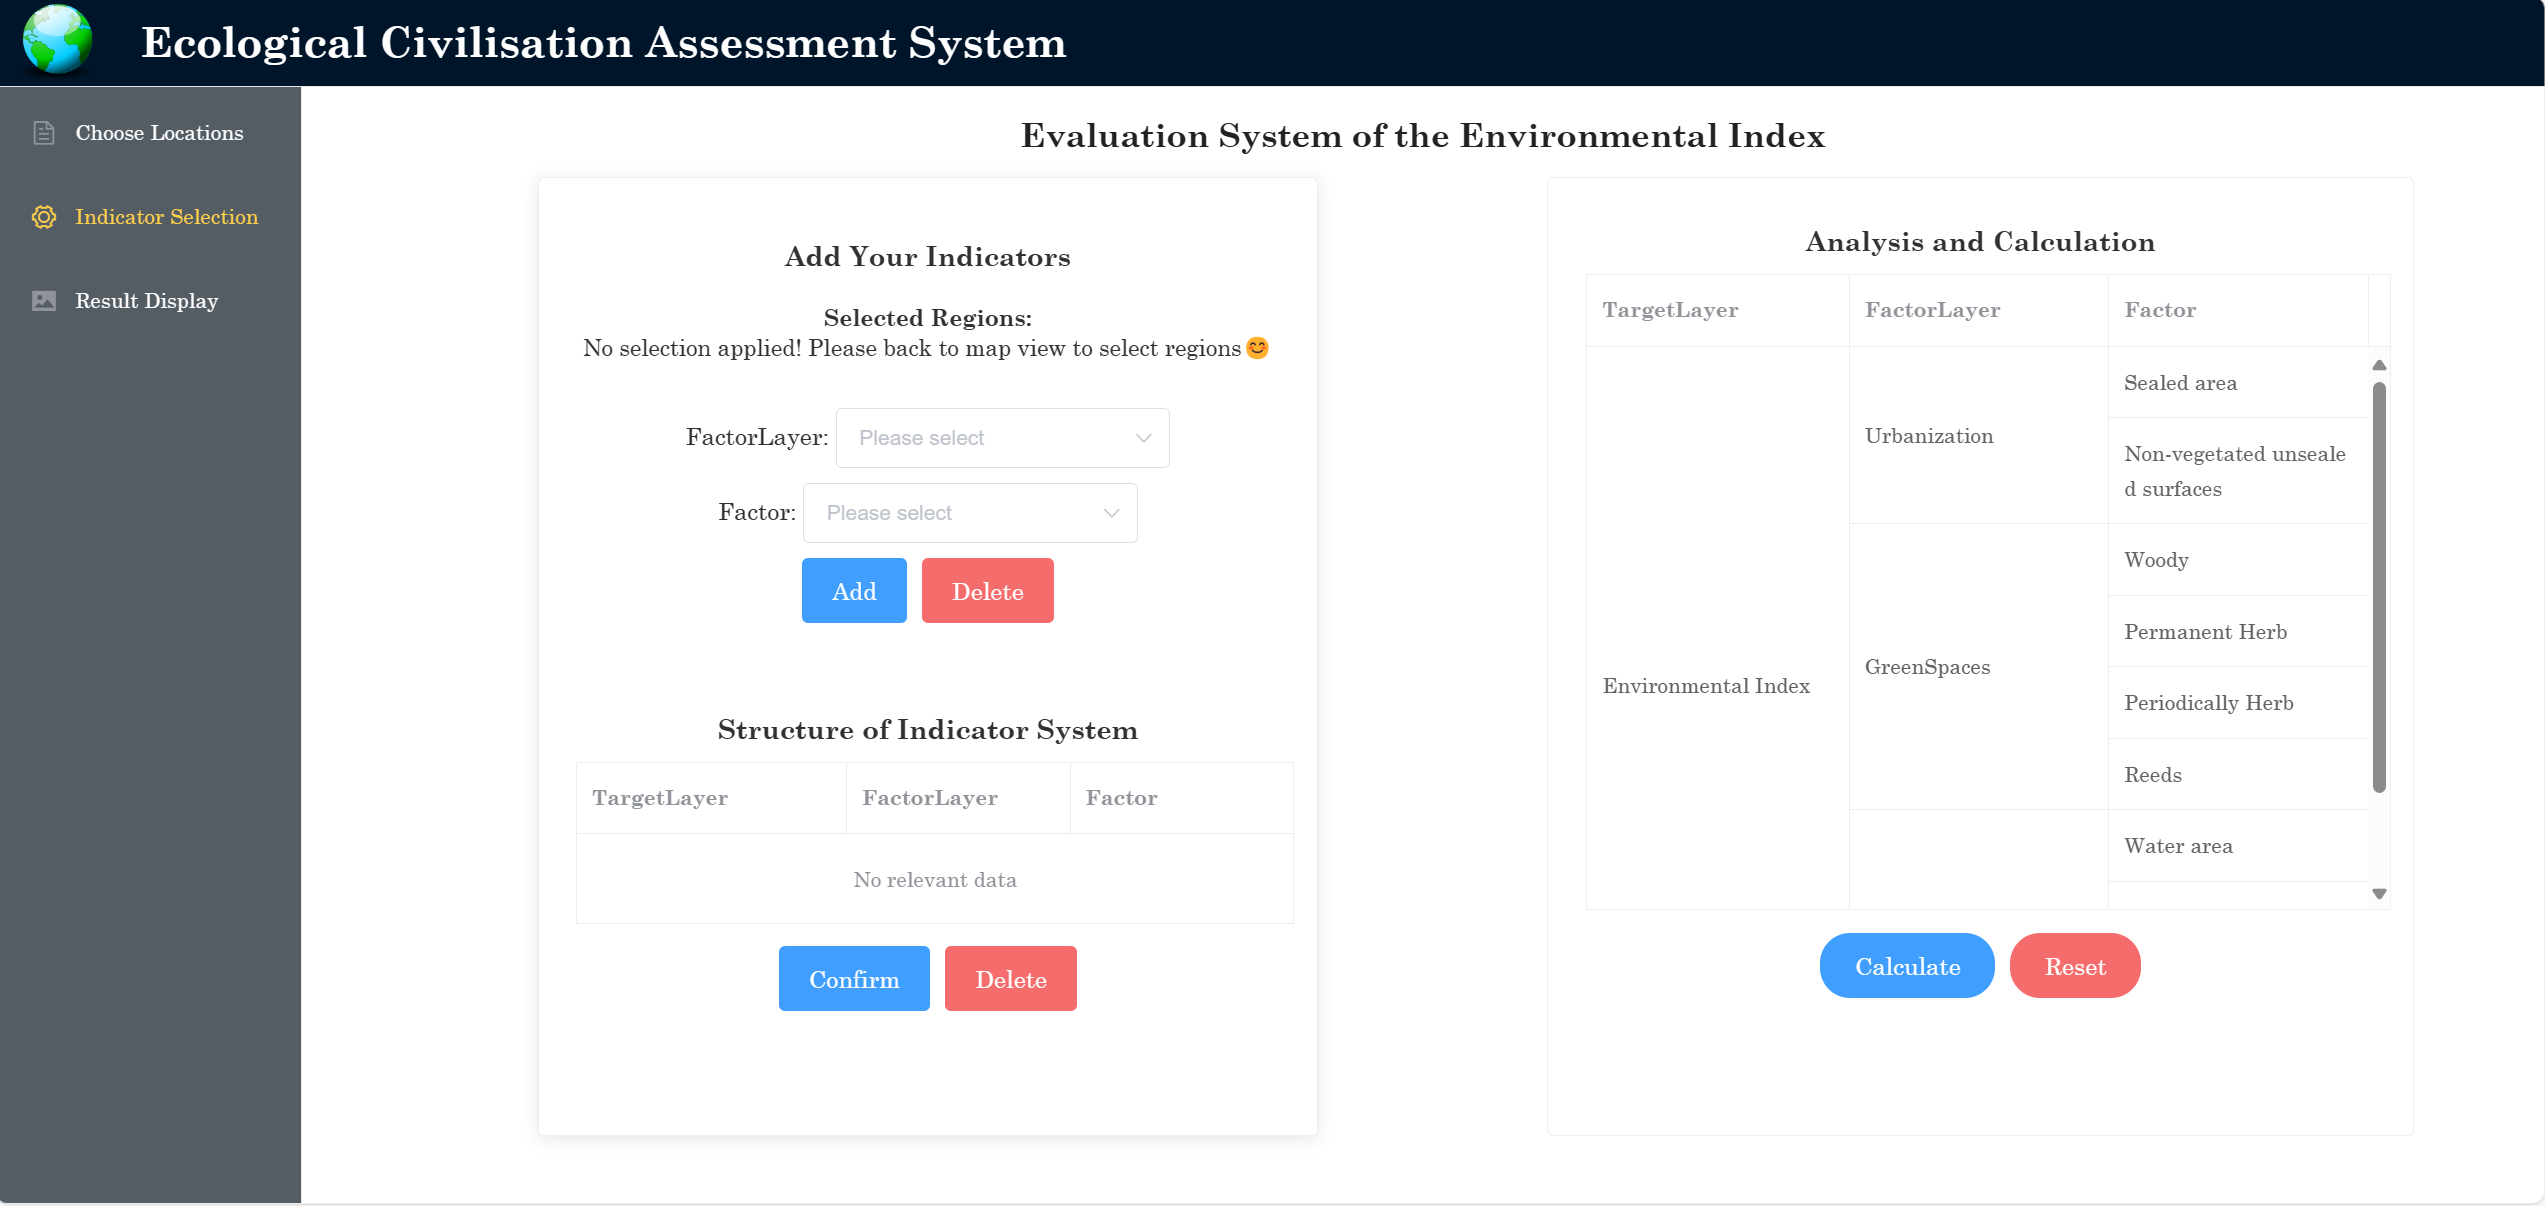 Ecological Civilisation Assessment System
Choose Locations
Indicator Selection
Result Display
Evaluation System of the Environmental Index
Add Your Indicators
Selected Regions:
No selection applied! Please back to map view to select regions😊
FactorLayer: Please select
Factor: Please select
Add Delete
Structure of Indicator System
TargetLayer FactorLayer Factor
No relevant data
Confirm Delete
Analysis and Calculation
TargetLayer FactorLayer Factor
Sealed area
Urbanization
Non-vegetated unseale
d surfaces
Woody
Permanent Herb
GreenSpaces
Environmental Index
Periodically Herb
Reeds
Water area
Calculate Reset